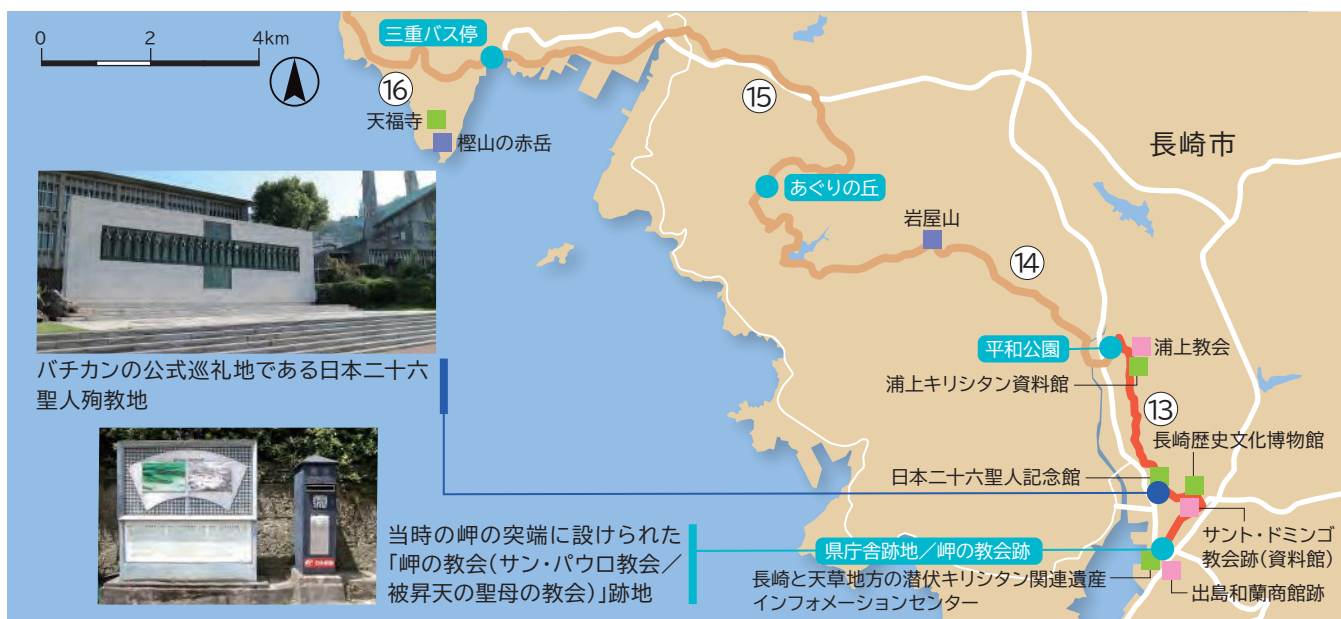 0 2 4km
三重バス停
⑯
天福寺
樫山の赤岳
⑮
長崎市
あぐりの丘
岩屋山
⑭
平和公園
浦上教会
浦上キリシタン資料館
⑬
長崎歴史文化博物館
日本二十六聖人記念館
サント・ドミンゴ
教会跡(資料館)
県庁舎跡地／岬の教会跡
長崎と天草地方の潜伏キリシタン関連遺産
インフォメーションセンター
出島和蘭商館跡
バチカンの公式巡礼地である日本二十六
聖人殉教地
当時の岬の突端に設けられた
「岬の教会(サン・パウロ教会／
被昇天の聖母の教会)」跡地